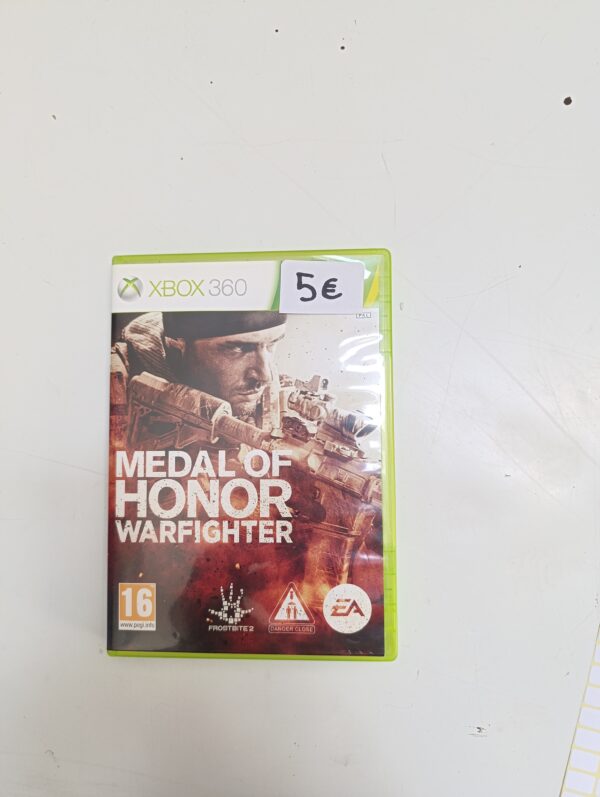 XBOX 360
5€
PAL
MEDAL OF
HONOR
WARFIGHTER
16
www.pegi.info
FROSTBITE 2
DANGER CLOSE
EA